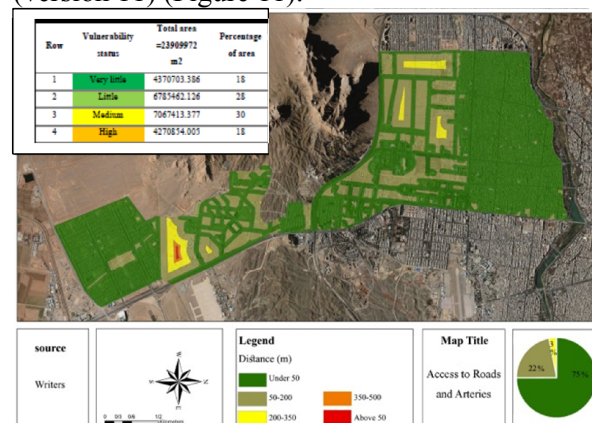 (version 11) (Figure 11).
Row Vulnerability status Total area =23909972 m2 Percentage of area
1 Very little 4370703.386 18
2 Little 6785462.126 28
3 Medium 7067413.377 30
4 High 4270854.005 18
source
Writers
Legend
Distance (m)
Under 50
50-200
200-350
350-500
Above 50
Map Title
Access to Roads
and Arteries
22%
75%